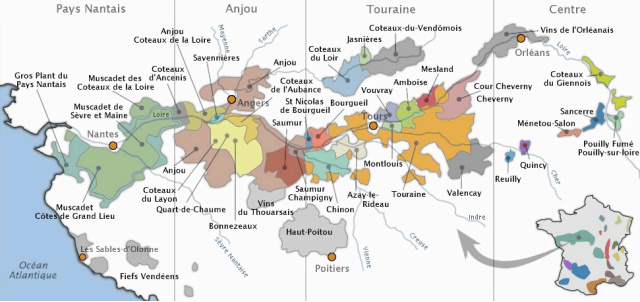 Pays Nantais
Anjou
Touraine
Centre
Anjou
Coteaux de la Loire
Mayenne
Sarthe
Savennières
Anjou
Coteaux
d'Ancenis
Coteaux
de l'Aubance
Gros Plant du
Pays Nantais
Muscadet des
Coteaux de la Loire
Muscadet de
Sèvre et Maine
Loire
Angers
Nantes
St Nicolas
de Bourgueil
Bourgueil
Saumur
Coteaux-du-Vendômois
Jasnières
Coteaux
du Loir
Vouvray
Amboise
Mesland
Tours
Cour Cheverny
Cheverny
Vins de l'Orléanais
Orléans
Loire
Coteaux
du Giennois
Sancerre
Ménetou-Salon
Pouilly Fumé
Pouilly-sur-loire
Quincy
Reuilly
Cher
Anjou
Coteaux
du Layon
Quart-de-Chaume
Bonnezeaux
Vins
du Thouarsais
Saumur
Champigny
Chinon
Azay-le-
Rideau
Montlouis
Touraine
Valencay
Indre
Creuse
Vienne
Muscadet
Côtes de Grand Lieu
Sèvre Nantaise
Haut-Poitou
Poitiers
Les Sables-d'Olonne
Fiefs Vendéens
Océan
Atlantique